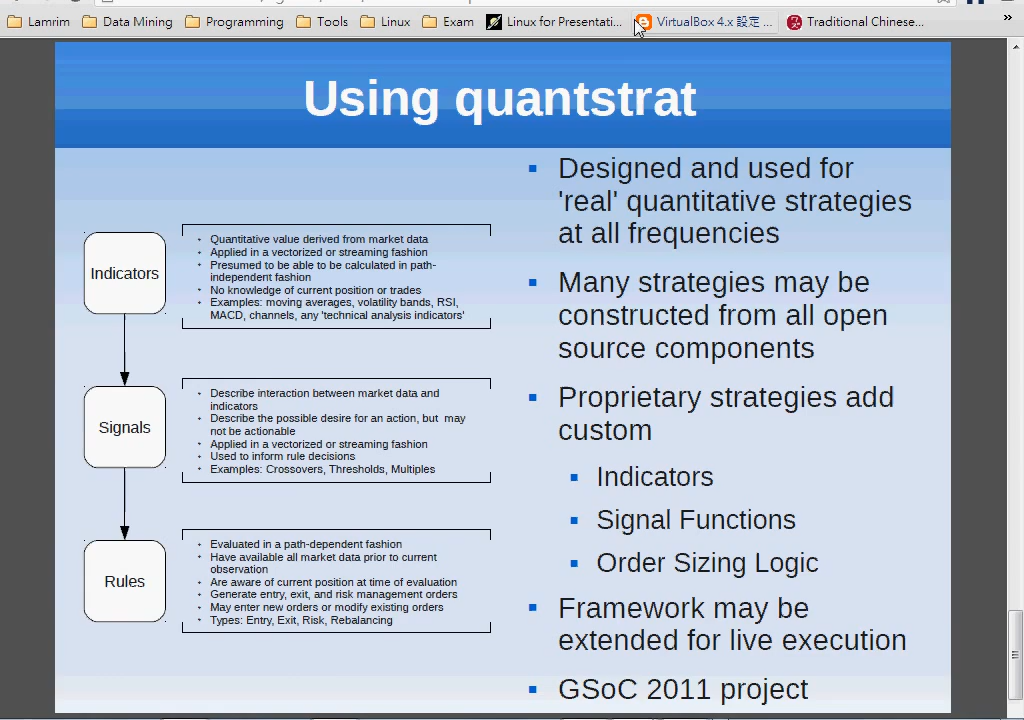 Lamrim Data Mining Programming Tools Linux Exam Linux for Presentati... VirtualBox 4.x 設定 ... Traditional Chinese... »
Using quantstrat
Indicators
• Quantitative value derived from market data
• Applied in a vectorized or streaming fashion
• Presumed to be able to be calculated in path-
independent fashion
• No knowledge of current position or trades
• Examples: moving averages, volatility bands, RSI,
MACD, channels, any 'technical analysis indicators'
Signals
• Describe interaction between market data and
indicators
• Describe the possible desire for an action, but may
not be actionable
• Applied in a vectorized or streaming fashion
• Used to inform rule decisions
• Examples: Crossovers, Thresholds, Multiples
Rules
• Evaluated in a path-dependent fashion
• Have available all market data prior to current
observation
• Are aware of current position at time of evaluation
• Generate entry, exit, and risk management orders
• May enter new orders or modify existing orders
• Types: Entry, Exit, Risk, Rebalancing
▪ Designed and used for
'real' quantitative strategies
at all frequencies
▪ Many strategies may be
constructed from all open
source components
▪ Proprietary strategies add
custom
▪ Indicators
▪ Signal Functions
▪ Order Sizing Logic
▪ Framework may be
extended for live execution
▪ GSoC 2011 project